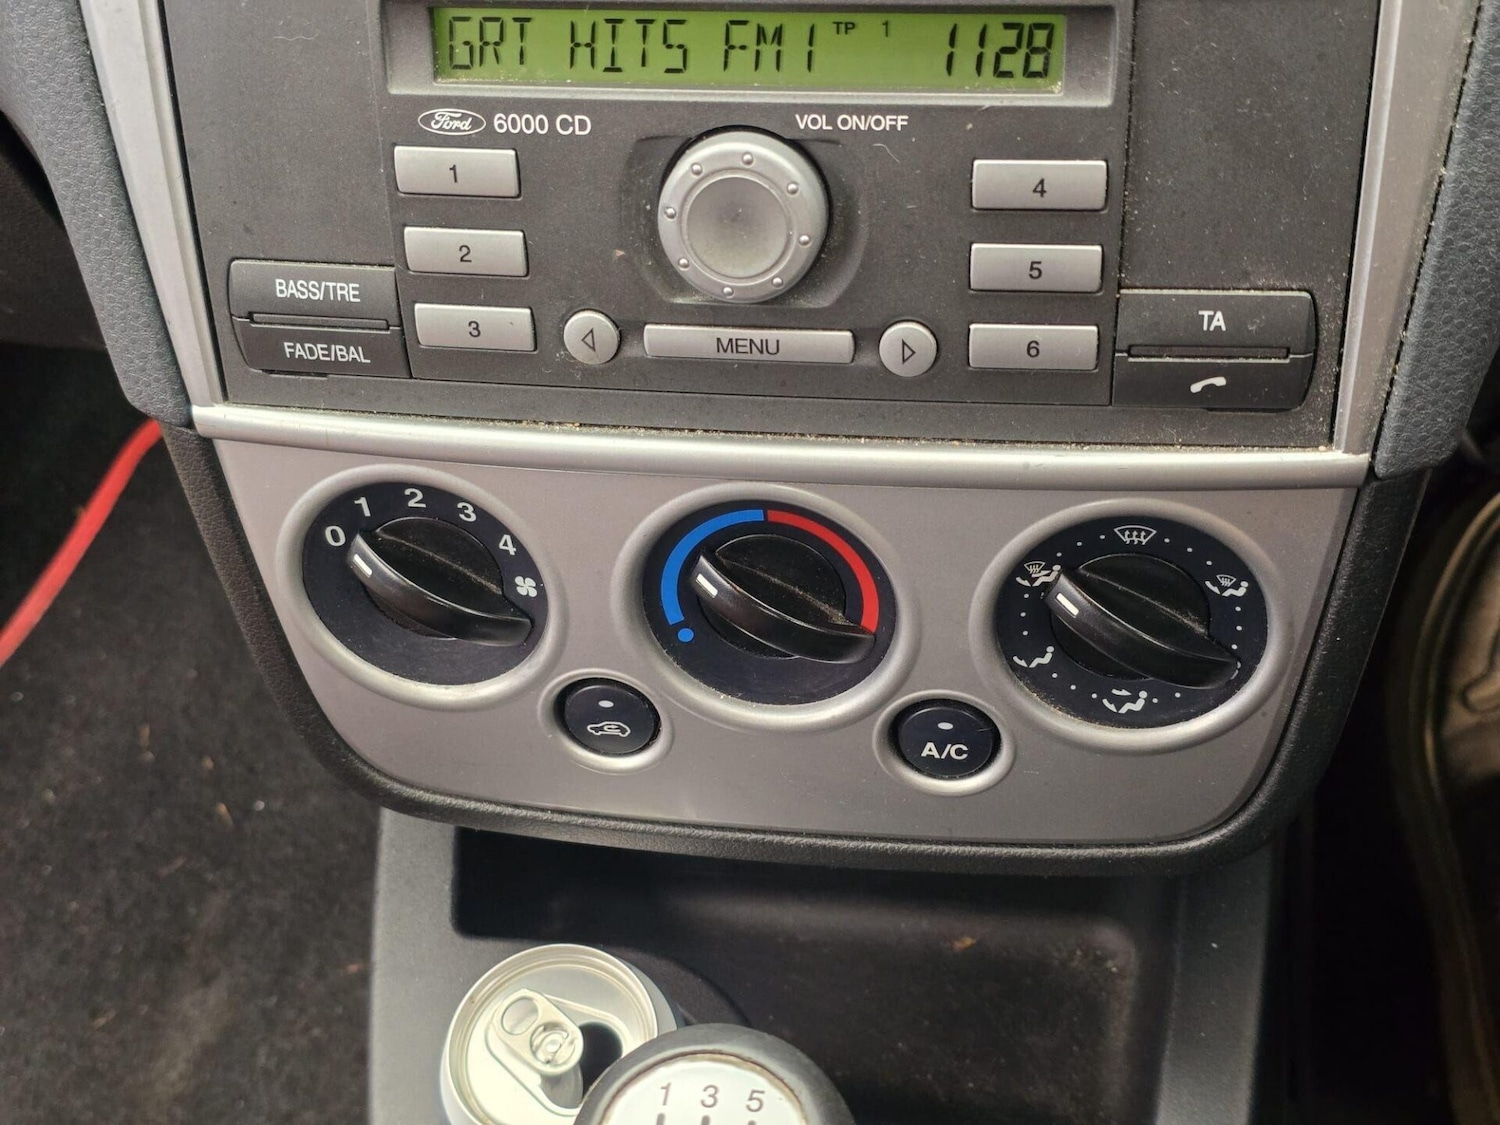 GRT HITS FM1 TP 1 1128
Ford 6000 CD
VOL ON/OFF
1
4
2
5
BASS/TRE
3
MENU
6
TA
FADE/BAL
0 1 2 3 4
A/C
1 3 5